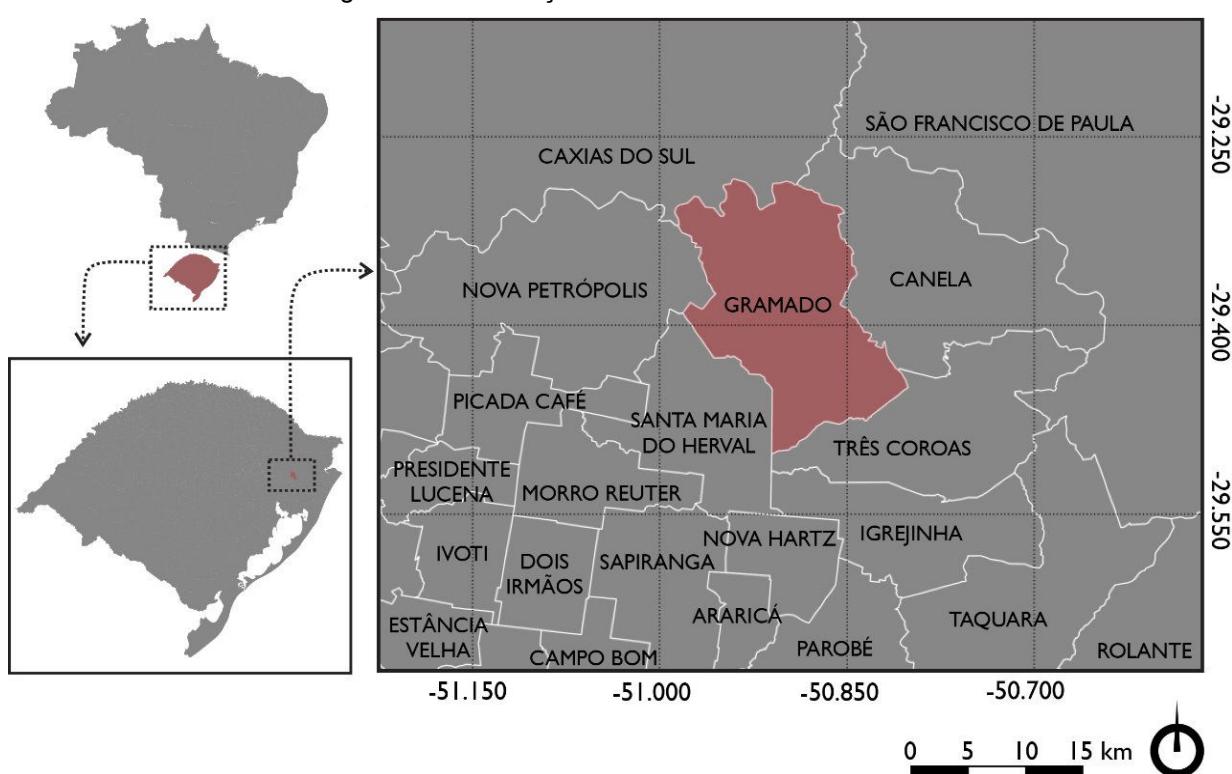 SÃO FRANCISCO DE PAULA
CAXIAS DO SUL
CANELA
NOVA PETRÓPOLIS
GRAMADO
PICADA CAFÉ
SANTA MARIA
DO HERVAL
TRÊS COROAS
PRESIDENTE
LUCENA
MORRO REUTER
NOVA HARTZ
IGREJINHA
IVOTI
DOIS
IRMÃOS
SAPIRANGA
ARARICÁ
TAQUARA
ESTÂNCIA
VELHA
CAMPO BOM
PAROBÉ
ROLANTE
-29.250
-29.400
-29.550
-51.150 -51.000 -50.850 -50.700
0 5 10 15 km